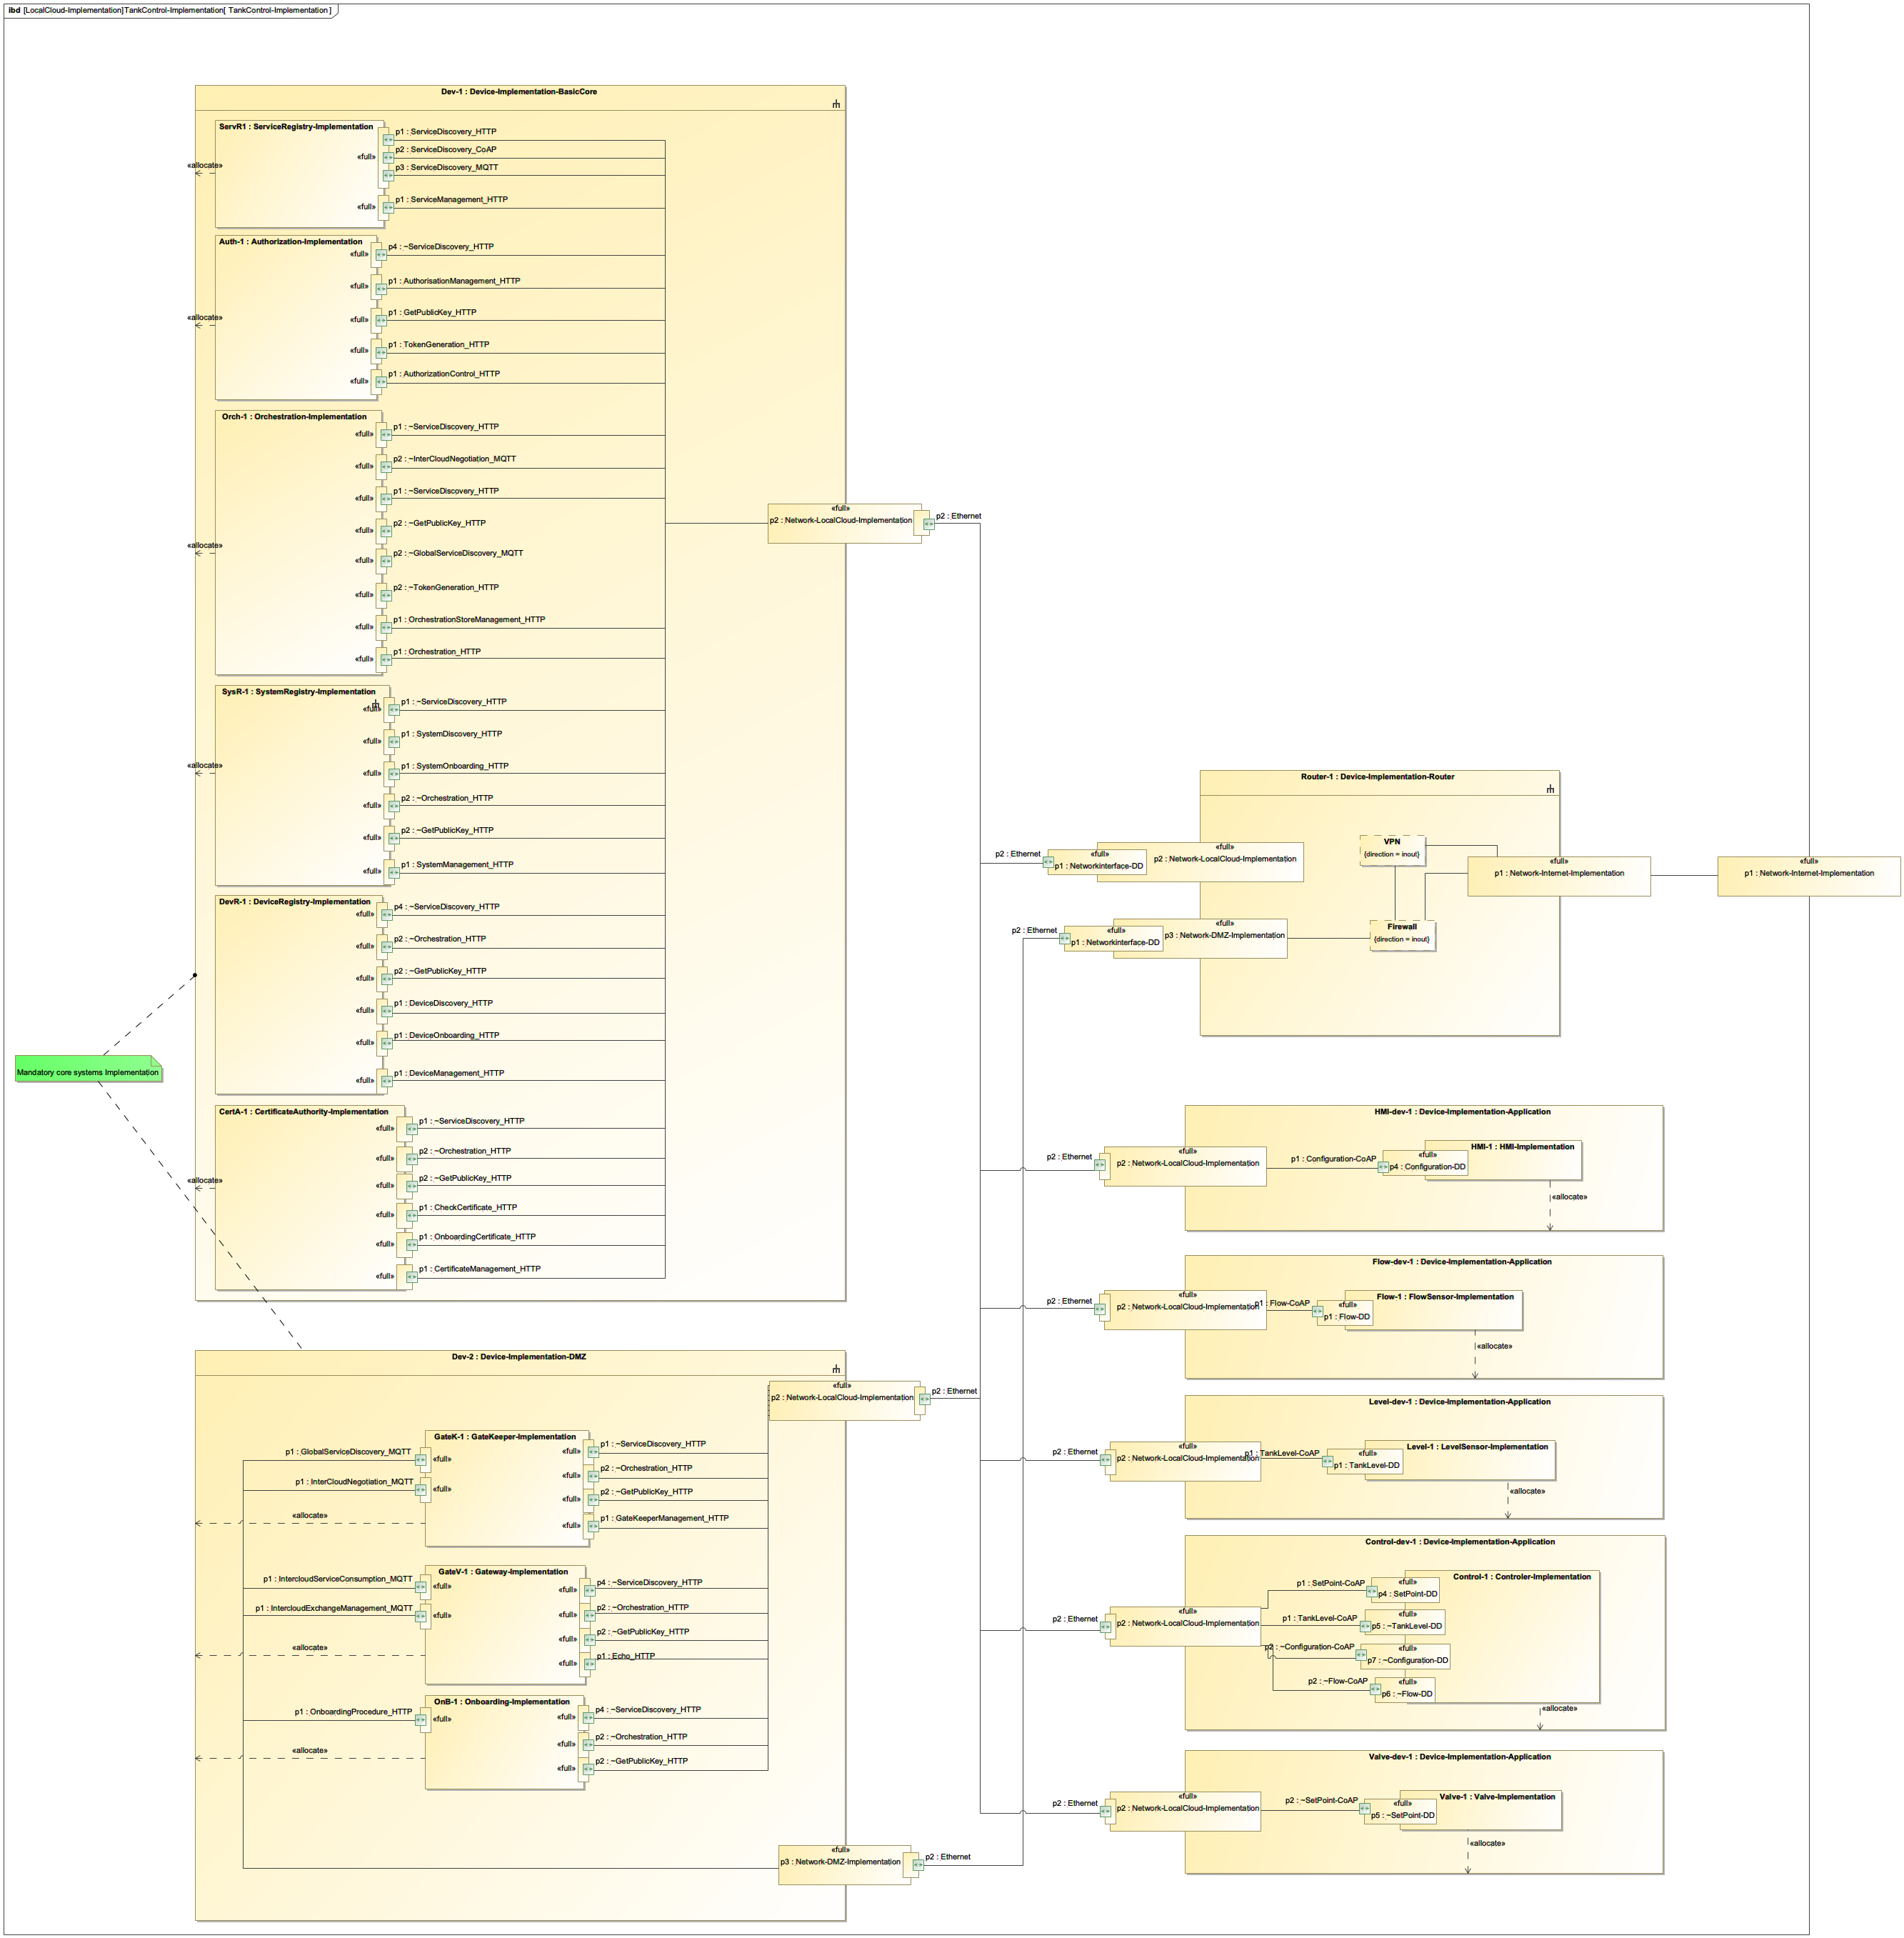 ibd [LocalCloud-Implementation]TankControl-Implementation[ TankControl-Implementation ]
Dev-1 : Device-Implementation-BasicCore
ServR1 : ServiceRegistry-Implementation
p1 : ServiceDiscovery_HTTP
p2 : ServiceDiscovery_CoAP
«full»
«allocate»
p3 : ServiceDiscovery_MQTT
p1 : ServiceManagement_HTTP
«full»
Auth-1 : Authorization-Implementation
p4 : ~ServiceDiscovery_HTTP
«full»
p1 : AuthorisationManagement_HTTP
«full»
p1 : GetPublicKey_HTTP
«allocate»
«full»
p1 : TokenGeneration_HTTP
«full»
p1 : AuthorizationControl_HTTP
«full»
Orch-1 : Orchestration-Implementation
p1 : ~ServiceDiscovery_HTTP
«full»
p2 : ~InterCloudNegotiation_MQTT
«full»
p1 : ~ServiceDiscovery_HTTP
«full»
p2 : ~GetPublicKey_HTTP
«full»
«allocate»
p2 : ~GlobalServiceDiscovery_MQTT
«full»
p2 : ~TokenGeneration_HTTP
«full»
p1 : OrchestrationStoreManagement_HTTP
«full»
p1 : Orchestration_HTTP
«full»
«full»
p2 : Network-LocalCloud-Implementation
p2 : Ethernet
SysR-1 : SystemRegistry-Implementation
p1 : ~ServiceDiscovery_HTTP
«full»
p1 : SystemDiscovery_HTTP
«full»
«allocate»
p1 : SystemOnboarding_HTTP
«full»
p2 : ~Orchestration_HTTP
«full»
p2 : ~GetPublicKey_HTTP
«full»
p1 : SystemManagement_HTTP
«full»
DevR-1 : DeviceRegistry-Implementation
p4 : ~ServiceDiscovery_HTTP
«full»
p2 : ~Orchestration_HTTP
«full»
p2 : ~GetPublicKey_HTTP
«full»
p1 : DeviceDiscovery_HTTP
«full»
p1 : DeviceOnboarding_HTTP
«full»
p1 : DeviceManagement_HTTP
«full»
Mandatory core systems Implementation
CertA-1 : CertificateAuthority-Implementation
p1 : ~ServiceDiscovery_HTTP
«full»
p2 : ~Orchestration_HTTP
«full»
«allocate»
p2 : ~GetPublicKey_HTTP
«full»
p1 : CheckCertificate_HTTP
«full»
p1 : OnboardingCertificate_HTTP
«full»
p1 : CertificateManagement_HTTP
«full»
Router-1 : Device-Implementation-Router
VPN
{direction = inout}
p2 : Ethernet
«full»
p1 : Networkinterface-DD
«full»
p2 : Network-LocalCloud-Implementation
«full»
p1 : Network-Internet-Implementation
«full»
p1 : Network-Internet-Implementation
p2 : Ethernet
«full»
p1 : Networkinterface-DD
«full»
p3 : Network-DMZ-Implementation
Firewall
{direction = inout}
HMI-dev-1 : Device-Implementation-Application
HMI-1 : HMI-Implementation
p2 : Ethernet
«full»
p2 : Network-LocalCloud-Implementation
p1 : Configuration-CoAP
«full»
p4 : Configuration-DD
«allocate»
Flow-dev-1 : Device-Implementation-Application
Flow-1 : FlowSensor-Implementation
p2 : Ethernet
«full»
p2 : Network-LocalCloud-Implementation
p1 : Flow-CoAP
«full»
p1 : Flow-DD
«allocate»
Dev-2 : Device-Implementation-DMZ
«full»
p2 : Network-LocalCloud-Implementation
p2 : Ethernet
GateK-1 : GateKeeper-Implementation
p1 : GlobalServiceDiscovery_MQTT
«full»
«full»
p1 : ~ServiceDiscovery_HTTP
p1 : InterCloudNegotiation_MQTT
«full»
«full»
p2 : ~Orchestration_HTTP
«full»
p2 : ~GetPublicKey_HTTP
«allocate»
«full»
p1 : GateKeeperManagement_HTTP
GateV-1 : Gateway-Implementation
p1 : IntercloudServiceConsumption_MQTT
«full»
«full»
p4 : ~ServiceDiscovery_HTTP
p1 : IntercloudExchangeManagement_MQTT
«full»
«full»
p2 : ~Orchestration_HTTP
«full»
p2 : ~GetPublicKey_HTTP
«allocate»
«full»
p1 : Echo_HTTP
OnB-1 : Onboarding-Implementation
p1 : OnboardingProcedure_HTTP
«full»
«full»
p4 : ~ServiceDiscovery_HTTP
«full»
p2 : ~Orchestration_HTTP
«allocate»
«full»
p2 : ~GetPublicKey_HTTP
«full»
p3 : Network-DMZ-Implementation
p2 : Ethernet
Level-dev-1 : Device-Implementation-Application
Level-1 : LevelSensor-Implementation
p2 : Ethernet
«full»
p2 : Network-LocalCloud-Implementation
p1 : TankLevel-CoAP
«full»
p1 : TankLevel-DD
«allocate»
Control-dev-1 : Device-Implementation-Application
Control-1 : Controler-Implementation
p1 : SetPoint-CoAP
«full»
p4 : SetPoint-DD
p2 : Ethernet
«full»
p2 : Network-LocalCloud-Implementation
p1 : TankLevel-CoAP
«full»
p5 : ~TankLevel-DD
p2 : ~Configuration-CoAP
«full»
p7 : ~Configuration-DD
p2 : ~Flow-CoAP
«full»
p6 : ~Flow-DD
«allocate»
Valve-dev-1 : Device-Implementation-Application
Valve-1 : Valve-Implementation
p2 : Ethernet
«full»
p2 : Network-LocalCloud-Implementation
p2 : ~SetPoint-CoAP
«full»
p5 : ~SetPoint-DD
«allocate»